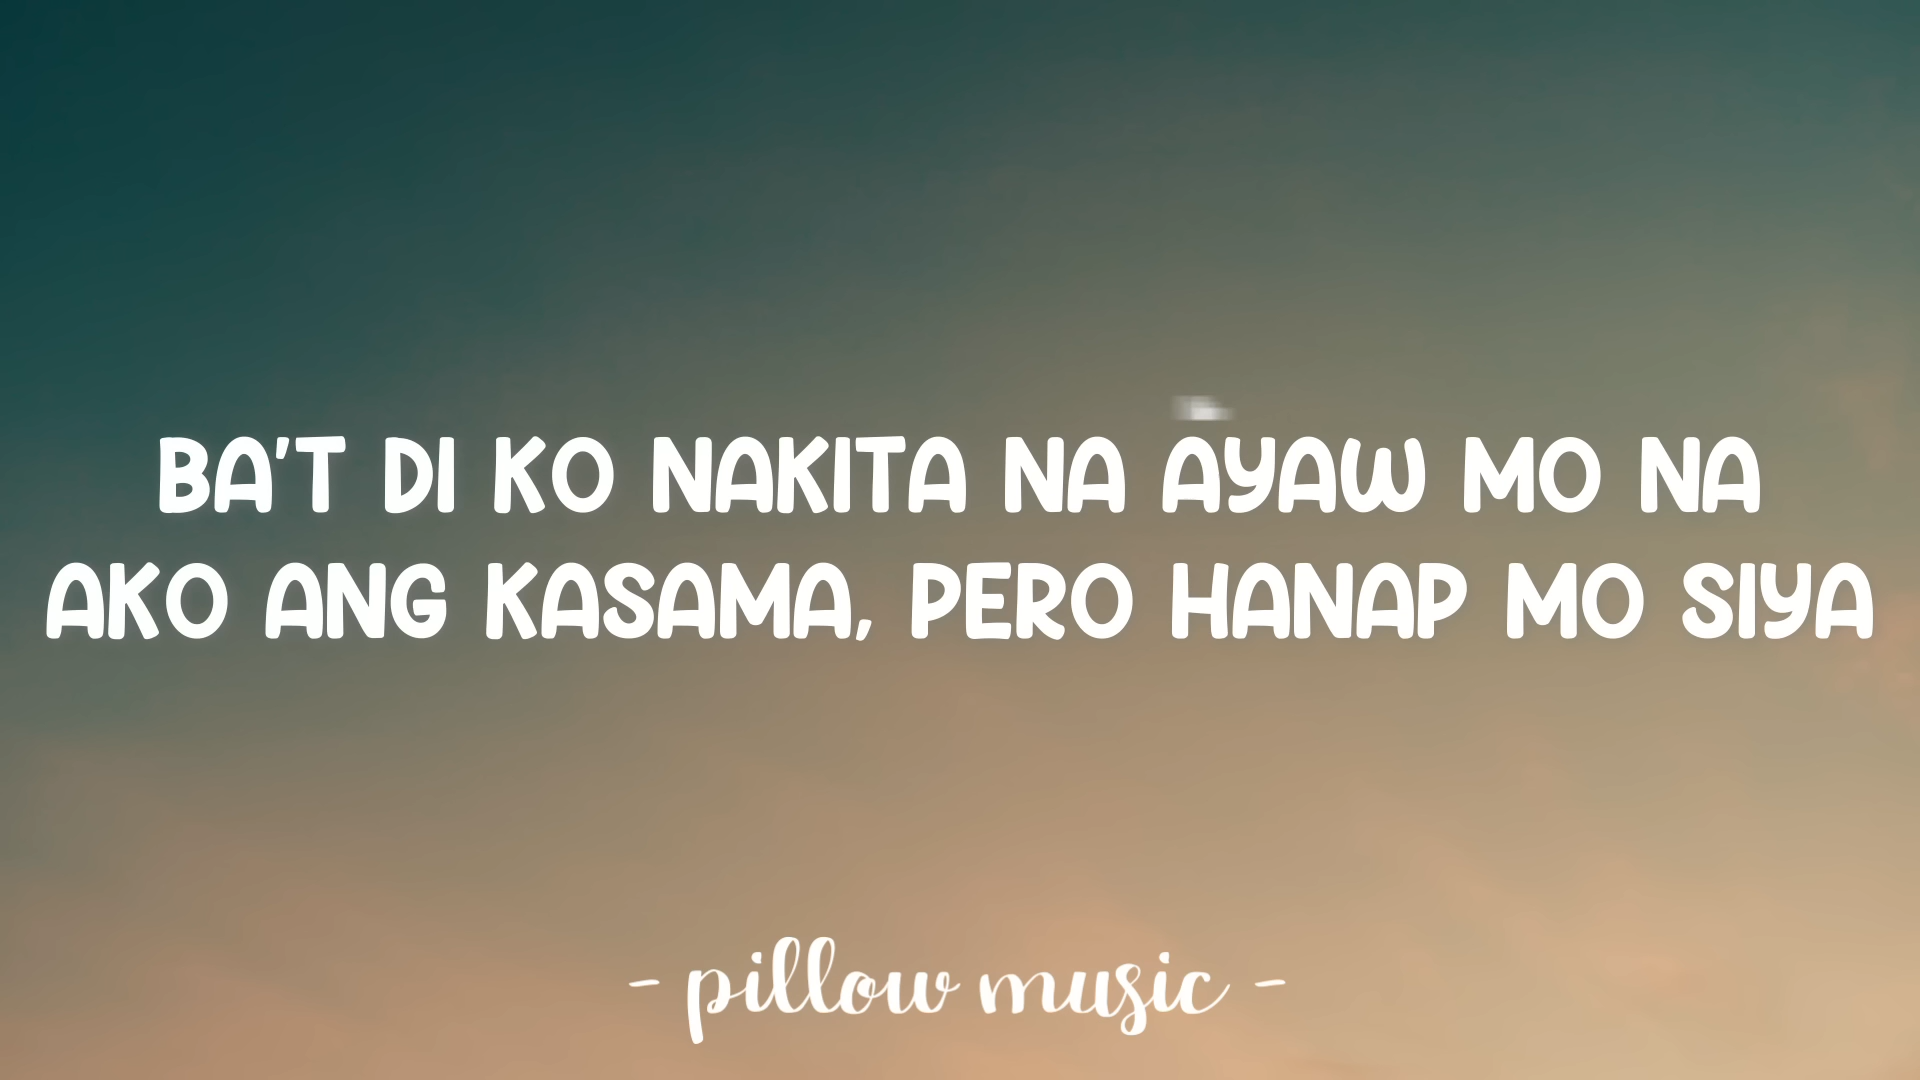 BA'T DI KO NAKITA NA AYAW MO NA
AKO ANG KASAMA, PERO HANAP MO SIYA
- pillow music -